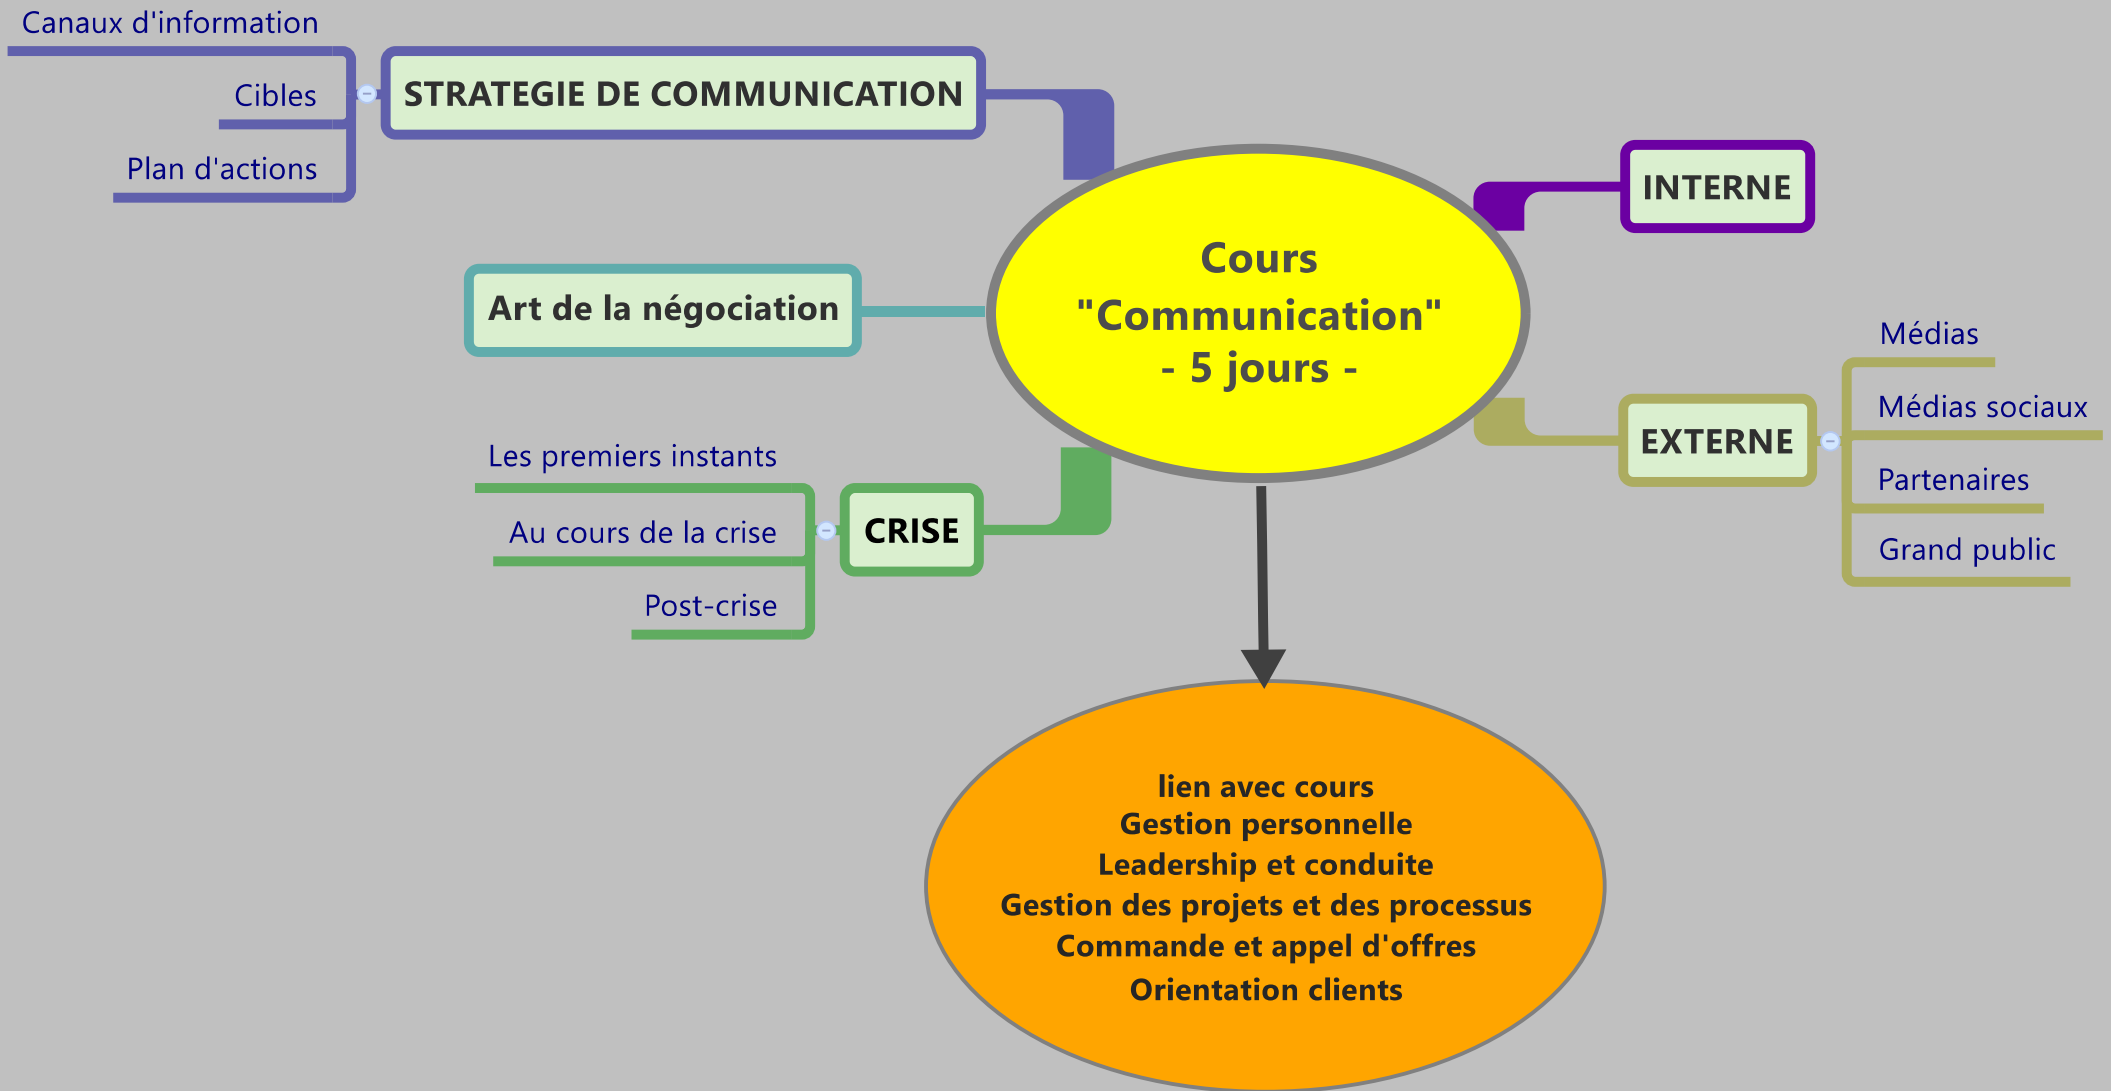 Canaux d'information
Cibles
Plan d'actions
STRATEGIE DE COMMUNICATION
Art de la négociation
Les premiers instants
Au cours de la crise
Post-crise
CRISE
Cours
"Communication"
- 5 jours -
INTERNE
EXTERNE
Médias
Médias sociaux
Partenaires
Grand public
lien avec cours
Gestion personnelle
Leadership et conduite
Gestion des projets et des processus
Commande et appel d'offres
Orientation clients